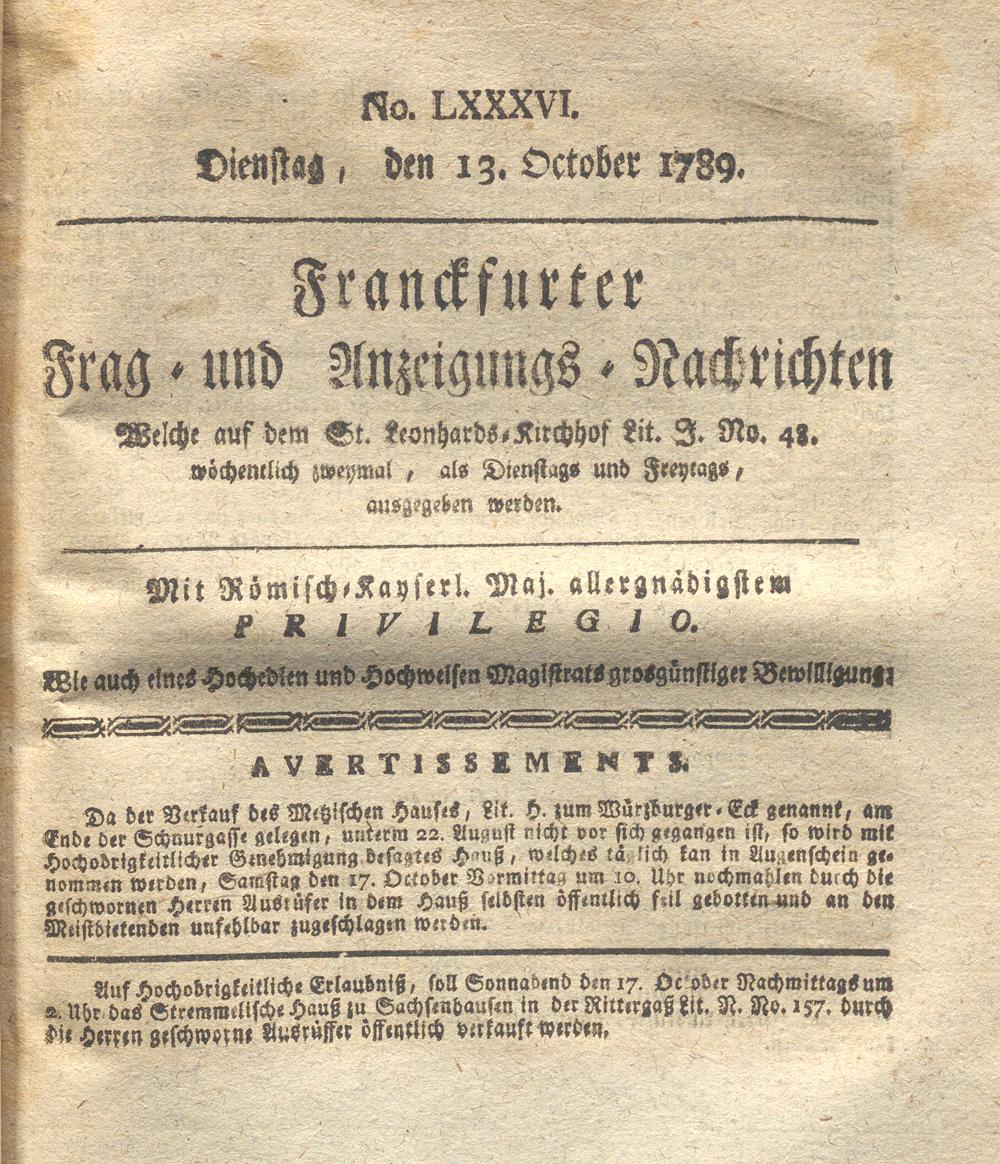 No. LXXXVI.
Dienstag, den 13. October 1789.
Franckfurter
Frag - und Anzeigungs - Nachrichten
Welche auf dem St. Leonhards-Kirchhof Lit. J. No. 48.
wöchentlich zweymal, als Dienstags und Freytags,
ausgegeben werden.
Mit Römisch-Kayserl. Maj. allergnädigstem
PRIVILEGIO.
Wie auch eines Hochedlen und Hochweisen Magistrats grosgünstiger Bewilligung:
AVERTISSEMENTS.
Da der Verkauf des Metzischen Hauses, Lit. H. zum Würzburger-Eck genannt, am
Ende der Schnurgasse gelegen, unterm 22. August nicht vor sich gegangen ist, so wird mit
Hochobrigkeitlicher Genehmigung besagtes Hauß, welches täglich kan in Augenschein ge-
nommen werden, Samstag den 17. October Vormittag um 10. Uhr nochmahlen durch die
geschwornen Herren Ausrüfer in dem Hauß selbsten öffentlich feil gebotten und an den
Meistbietenden unfehlbar zugeschlagen werden.
Auf Hochobrigkeitliche Erlaubniß, soll Sonnabend den 17. October Nachmittags um
2. Uhr das Stremmelische Hauß zu Sachsenhausen in der Rittergaß Lit. N. No. 157. durch
die Herren geschworne Ausrüffer öffentlich verkauft werden.